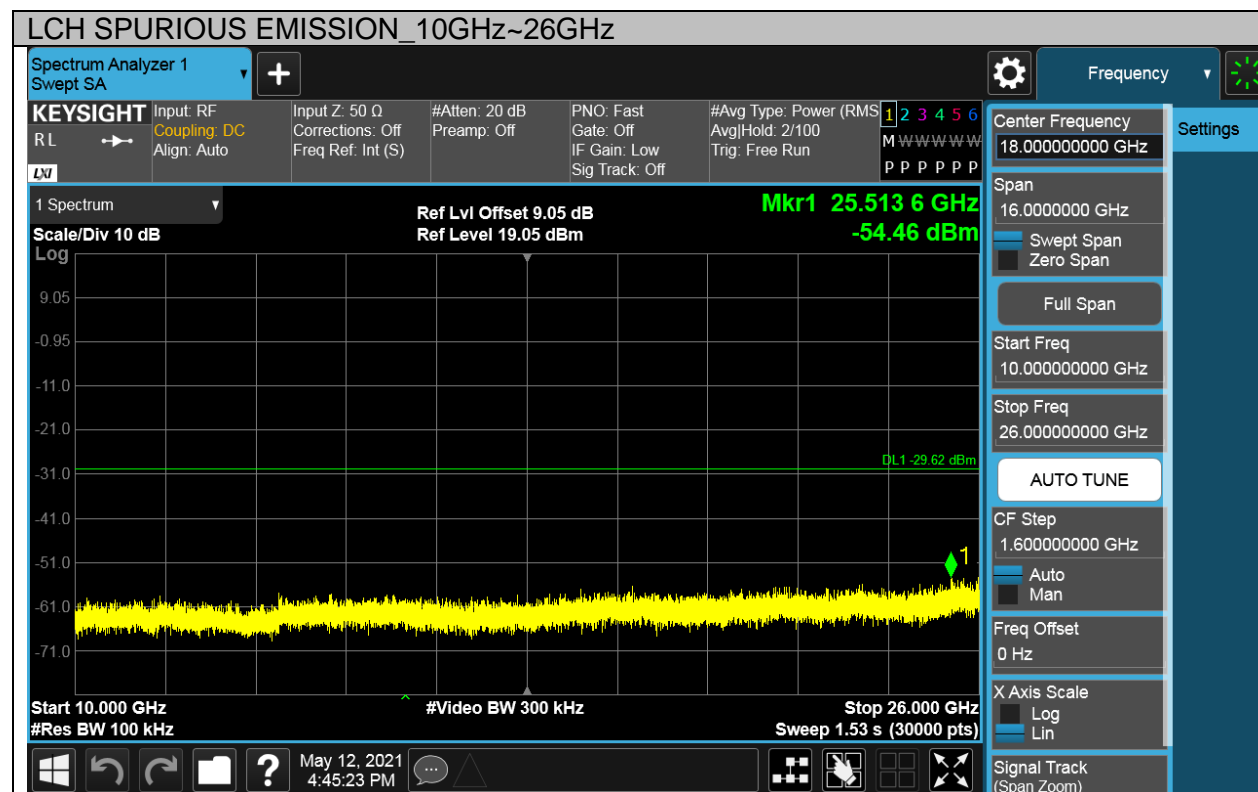 LCH SPURIOUS EMISSION_10GHz~26GHz
Spectrum Analyzer 1
Swept SA
+
Frequency
KEYSIGHT
R L
LXI
Input: RF
Coupling: DC
Align: Auto
Input Z: 50 Ω
Corrections: Off
Freq Ref: Int (S)
#Atten: 20 dB
Preamp: Off
PNO: Fast
Gate: Off
IF Gain: Low
Sig Track: Off
#Avg Type: Power (RMS
Avg|Hold: 2/100
Trig: Free Run
1 2 3 4 5 6
M W W W W W
P P P P P P
1 Spectrum
Scale/Div 10 dB
Ref Lvl Offset 9.05 dB
Ref Level 19.05 dBm
Mkr1 25.513 6 GHz
-54.46 dBm
Log
9.05
-0.95
-11.0
-21.0
-31.0
-41.0
-51.0
-61.0
-71.0
DL1 -29.62 dBm
1
Start 10.000 GHz
#Res BW 100 kHz
#Video BW 300 kHz
Stop 26.000 GHz
Sweep 1.53 s (30000 pts)
Center Frequency
18.000000000 GHz
Settings
Span
16.0000000 GHz
Swept Span
Zero Span
Full Span
Start Freq
10.000000000 GHz
Stop Freq
26.000000000 GHz
AUTO TUNE
CF Step
1.600000000 GHz
Auto
Man
Freq Offset
0 Hz
X Axis Scale
Log
Lin
Signal Track
(Span Zoom)
?
May 12, 2021
4:45:23 PM